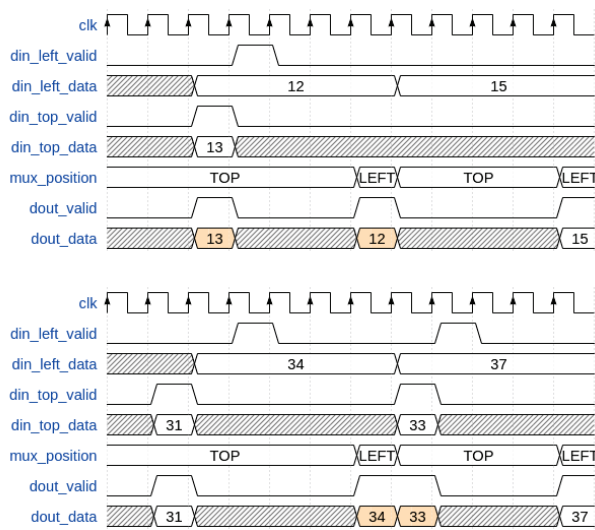 clk
din_left_valid
din_left_data 12 15
din_top_valid
din_top_data 13
mux_position TOP LEFT TOP LEFT
dout_valid
dout_data 13 12 15
clk
din_left_valid
din_left_data 34 37
din_top_valid
din_top_data 31 33
mux_position TOP LEFT TOP LEFT
dout_valid
dout_data 31 34 33 37